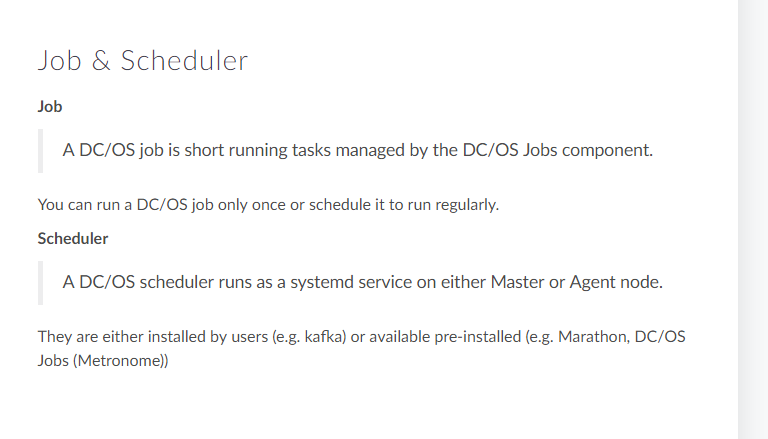 Job & Scheduler
Job
A DC/OS job is short running tasks managed by the DC/OS Jobs component.
You can run a DC/OS job only once or schedule it to run regularly.
Scheduler
A DC/OS scheduler runs as a systemd service on either Master or Agent node.
They are either installed by users (e.g. kafka) or available pre-installed (e.g. Marathon, DC/OS
Jobs (Metronome))